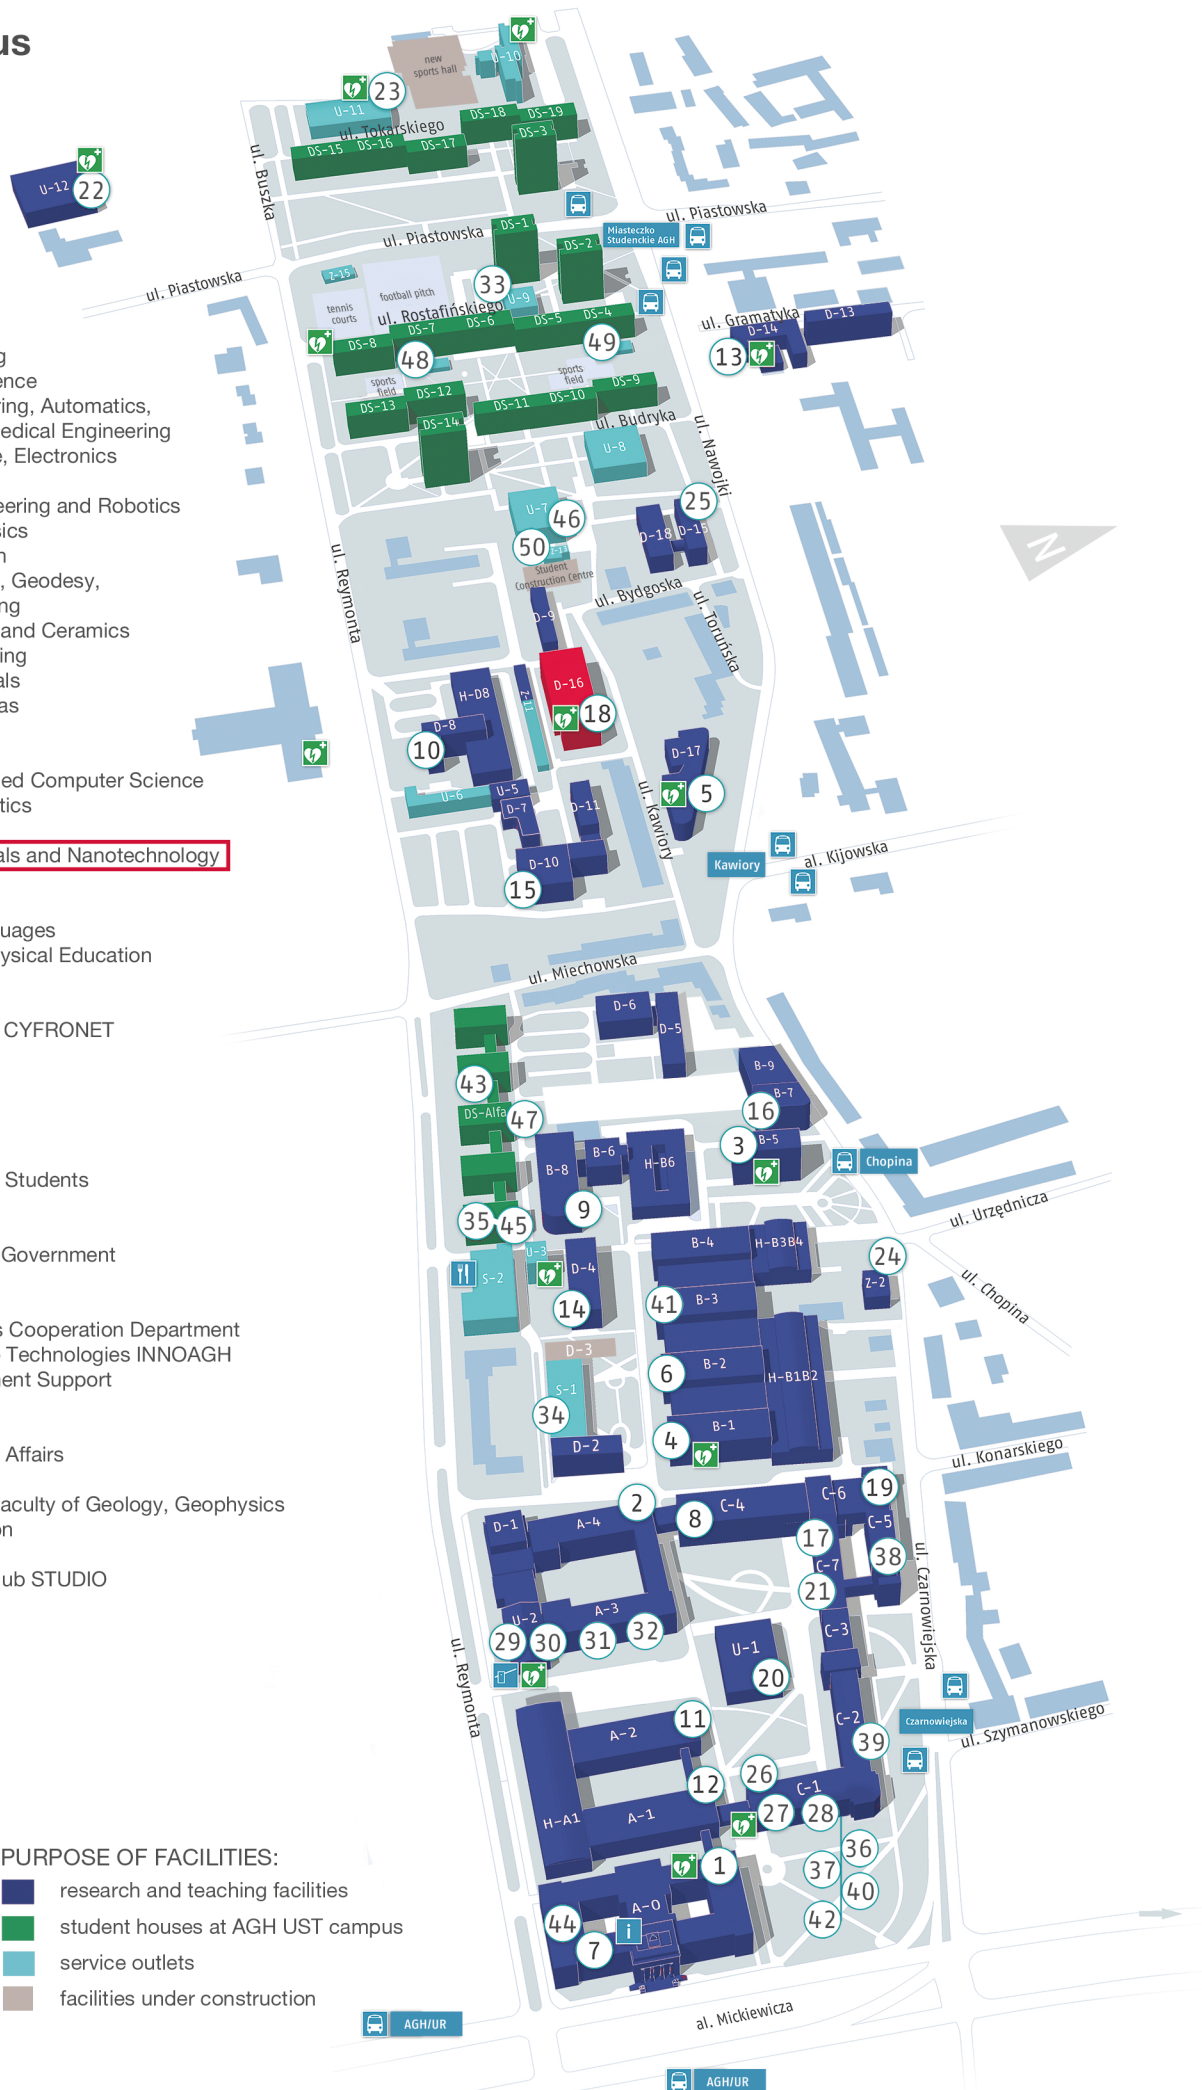 us
new
sports hall
U-10
23
U-11
ul. Tokarskiego
DS-18
DS-19
DS-15
DS-16
DS-17
DS-3
ul. Buszka
U-12
22
ul. Piastowska
ul. Piastowska
ul. Piastowska
Miasteczko
Studenckie AGH
DS-1
DS-2
Z-15
football pitch
tennis
courts
33
U-9
ul. Rostafińskiego
DS-8
DS-7
DS-6
DS-5
DS-4
48
49
ul. Gramatyka
D-14
D-13
13
sports
field
sports
field
DS-13
DS-12
DS-11
DS-10
DS-9
DS-14
ul. Budryka
U-8
ul. Nawojki
g
ence
ring, Automatics,
edical Engineering
e, Electronics
eering and Robotics
sics
n
, Geodesy,
ng
and Ceramics
ing
als
as
ed Computer Science
tics
als and Nanotechnology
uages
ysical Education
CYFRONET
Students
Government
s Cooperation Department
Technologies INNOAGH
ent Support
Affairs
aculty of Geology, Geophysics
on
ub STUDIO
U-7
46
50
Z-13
Student
Construction Centre
25
D-18
D-15
N
ul. Reymonta
ul. Bydgoska
ul. Toruńska
D-9
D-16
18
H-D8
D-8
10
Z-11
U-6
U-5
D-7
D-11
D-17
5
ul. Kawiory
D-10
15
Kawiory
al. Kijowska
ul. Miechowska
D-6
D-5
43
DS-Alfa
47
B-9
B-7
16
3
B-5
B-8
B-6
H-B6
9
Chopina
35
45
ul. Urzędnicza
S-2
U-3
D-4
14
B-4
H-B3B4
24
Z-2
ul. Chopina
41
B-3
D-3
6
B-2
H-B1B2
S-1
34
4
B-1
D-2
ul. Konarskiego
2
D-1
A-4
8
C-4
C-6
19
C-5
17
38
C-7
21
ul. Czarnowiejska
U-2
A-3
29
30
31
32
C-3
U-1
20
ul. Reymonta
C-2
39
Czarnowiejska
ul. Szymanowskiego
A-2
11
12
26
C-1
27
28
H-A1
A-1
1
36
37
40
42
A-0
44
7
i
PURPOSE OF FACILITIES:
research and teaching facilities
student houses at AGH UST campus
service outlets
facilities under construction
al. Mickiewicza
AGH/UR
AGH/UR